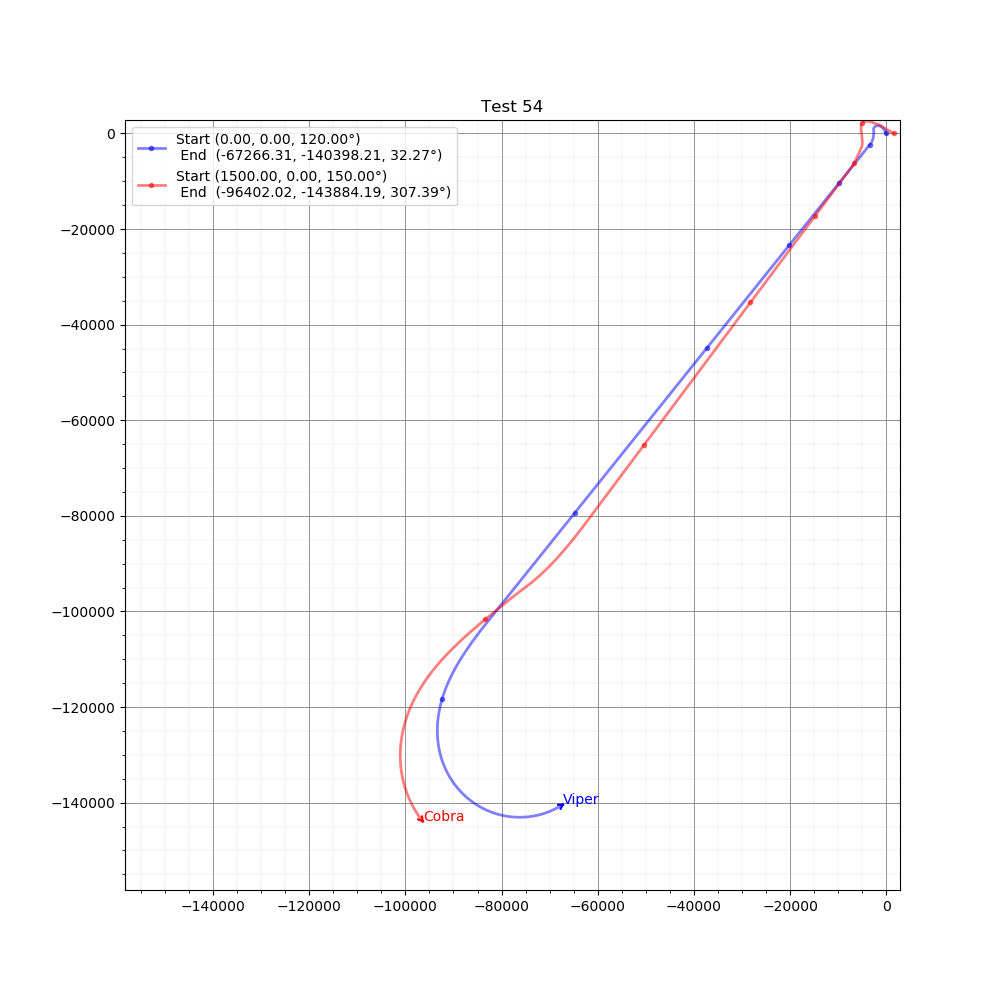 Test 54
Start (0.00, 0.00, 120.00°)
End  (-67266.31, -140398.21, 32.27°)
Start (1500.00, 0.00, 150.00°)
End  (-96402.02, -143884.19, 307.39°)
0
−20000
−40000
−60000
−80000
−100000
−120000
−140000
Viper
Cobra
−140000
−120000
−100000
−80000
−60000
−40000
−20000
0